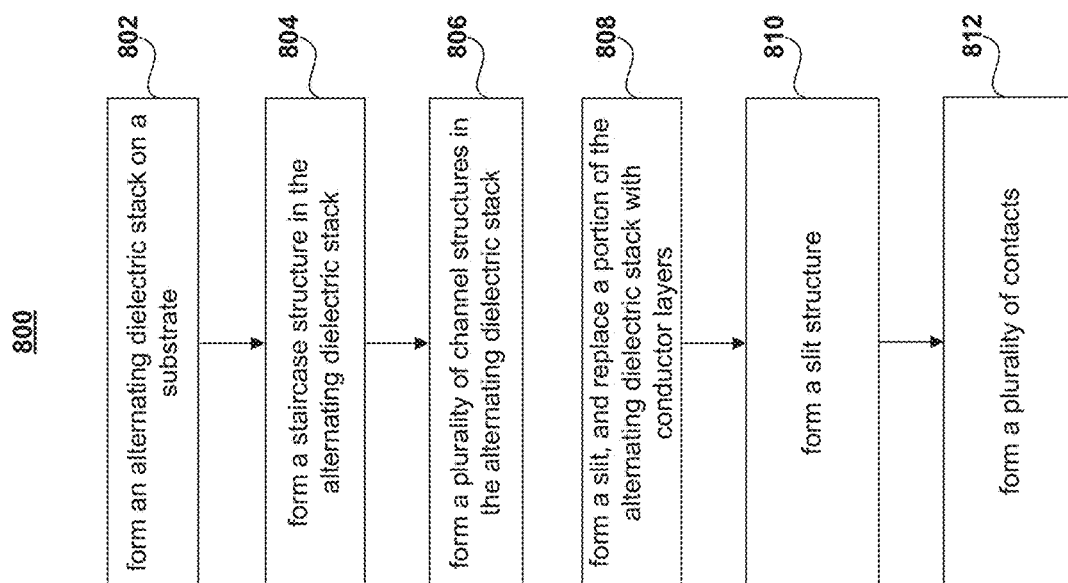 800
form an alternating dielectric stack on a
substrate
802
form a staircase structure in the
alternating dielectric stack
804
form a plurality of channel structures in
the alternating dielectric stack
806
form a slit, and replace a portion of the
alternating dielectric stack with
conductor layers
808
form a slit structure
810
form a plurality of contacts
812